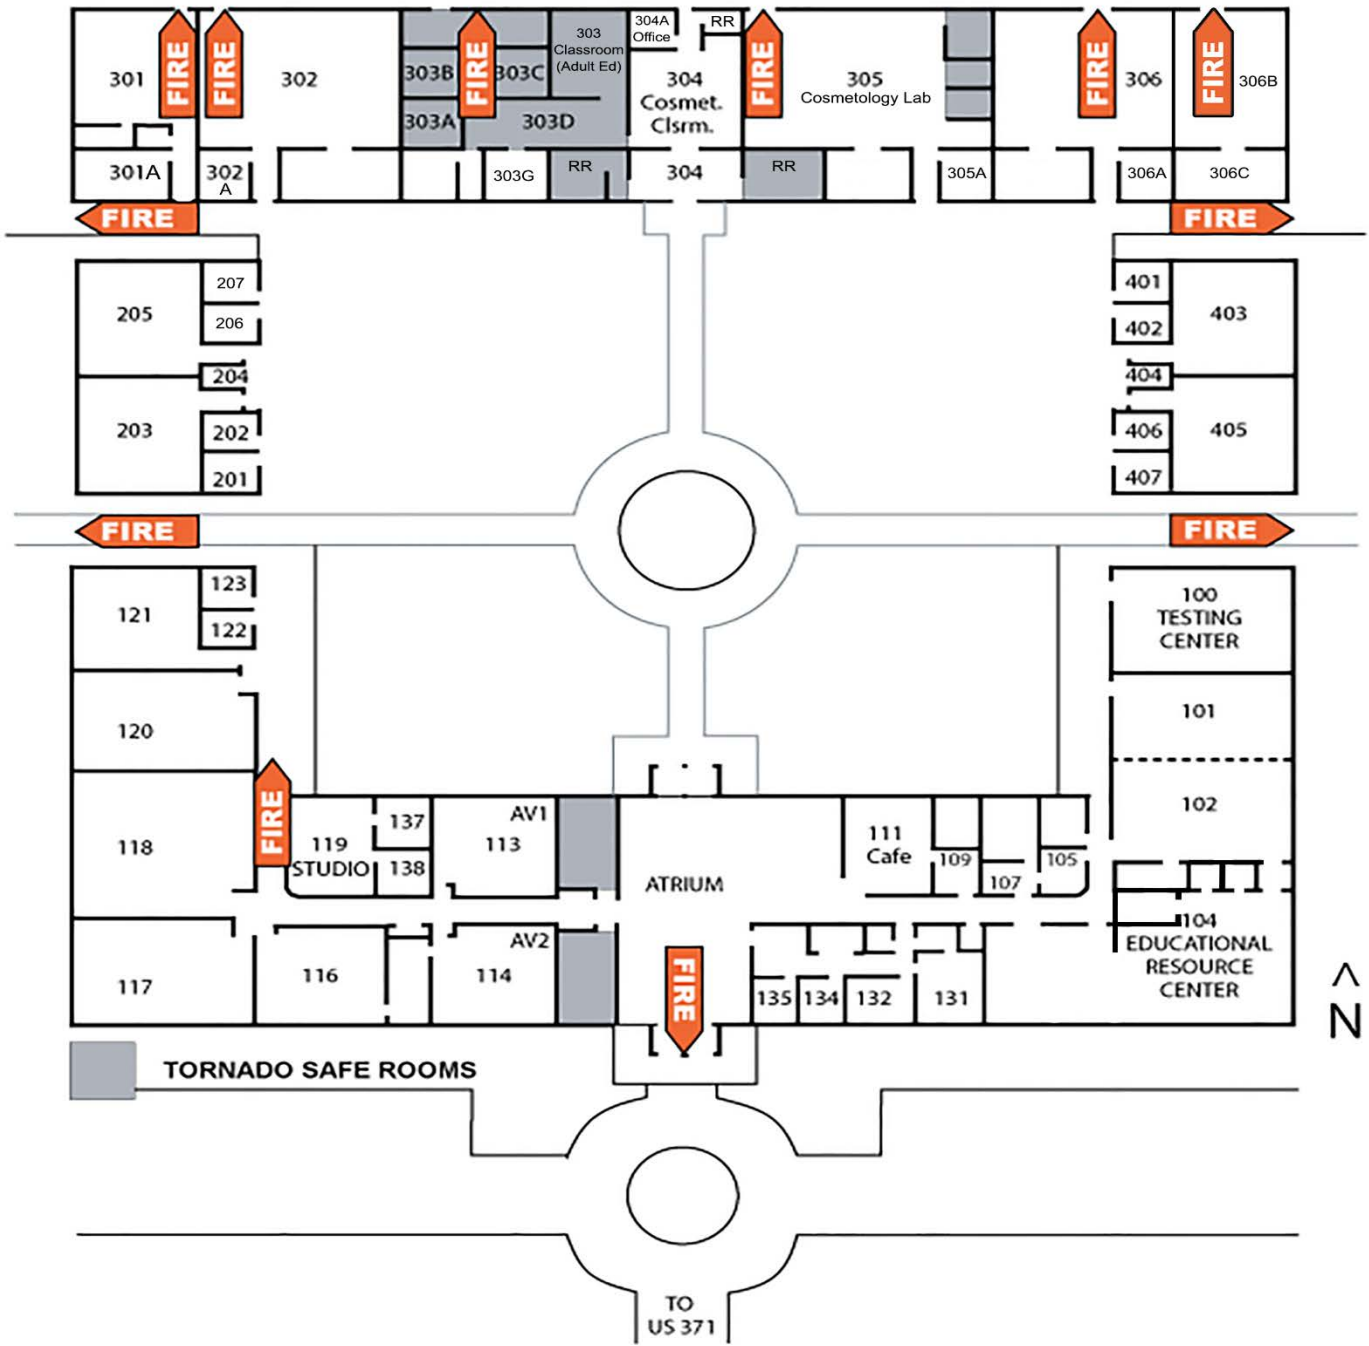 304A
Office
RR
303
Classroom
(Adult Ed)
301
FIRE
FIRE
302
303B
FIRE
303C
304
Cosmet.
Clsrm.
FIRE
305
Cosmetology Lab
FIRE
306
FIRE
306B
303A
303D
301A
302
A
303G
RR
304
RR
305A
306A
306C
FIRE
FIRE
205
207
206
204
203
202
201
401
402
403
404
405
406
407
FIRE
FIRE
121
123
122
120
118
FIRE
119
STUDIO
137
138
AV1
113
ATRIUM
111
Cafe
109
107
105
100
TESTING
CENTER
101
102
104
EDUCATIONAL
RESOURCE
CENTER
117
116
AV2
114
FIRE
135
134
132
131
N
TORNADO SAFE ROOMS
TO
US 371